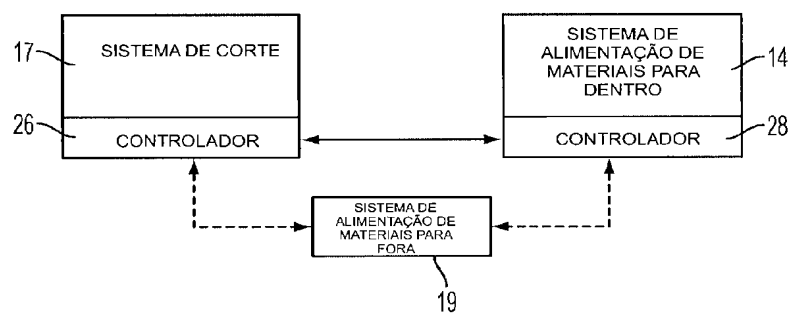 17
SISTEMA DE CORTE
26
CONTROLADOR
SISTEMA DE
ALIMENTAÇÃO DE
MATERIAIS PARA
DENTRO
14
CONTROLADOR
28
SISTEMA DE
ALIMENTAÇÃO DE
MATERIAIS PARA
FORA
19